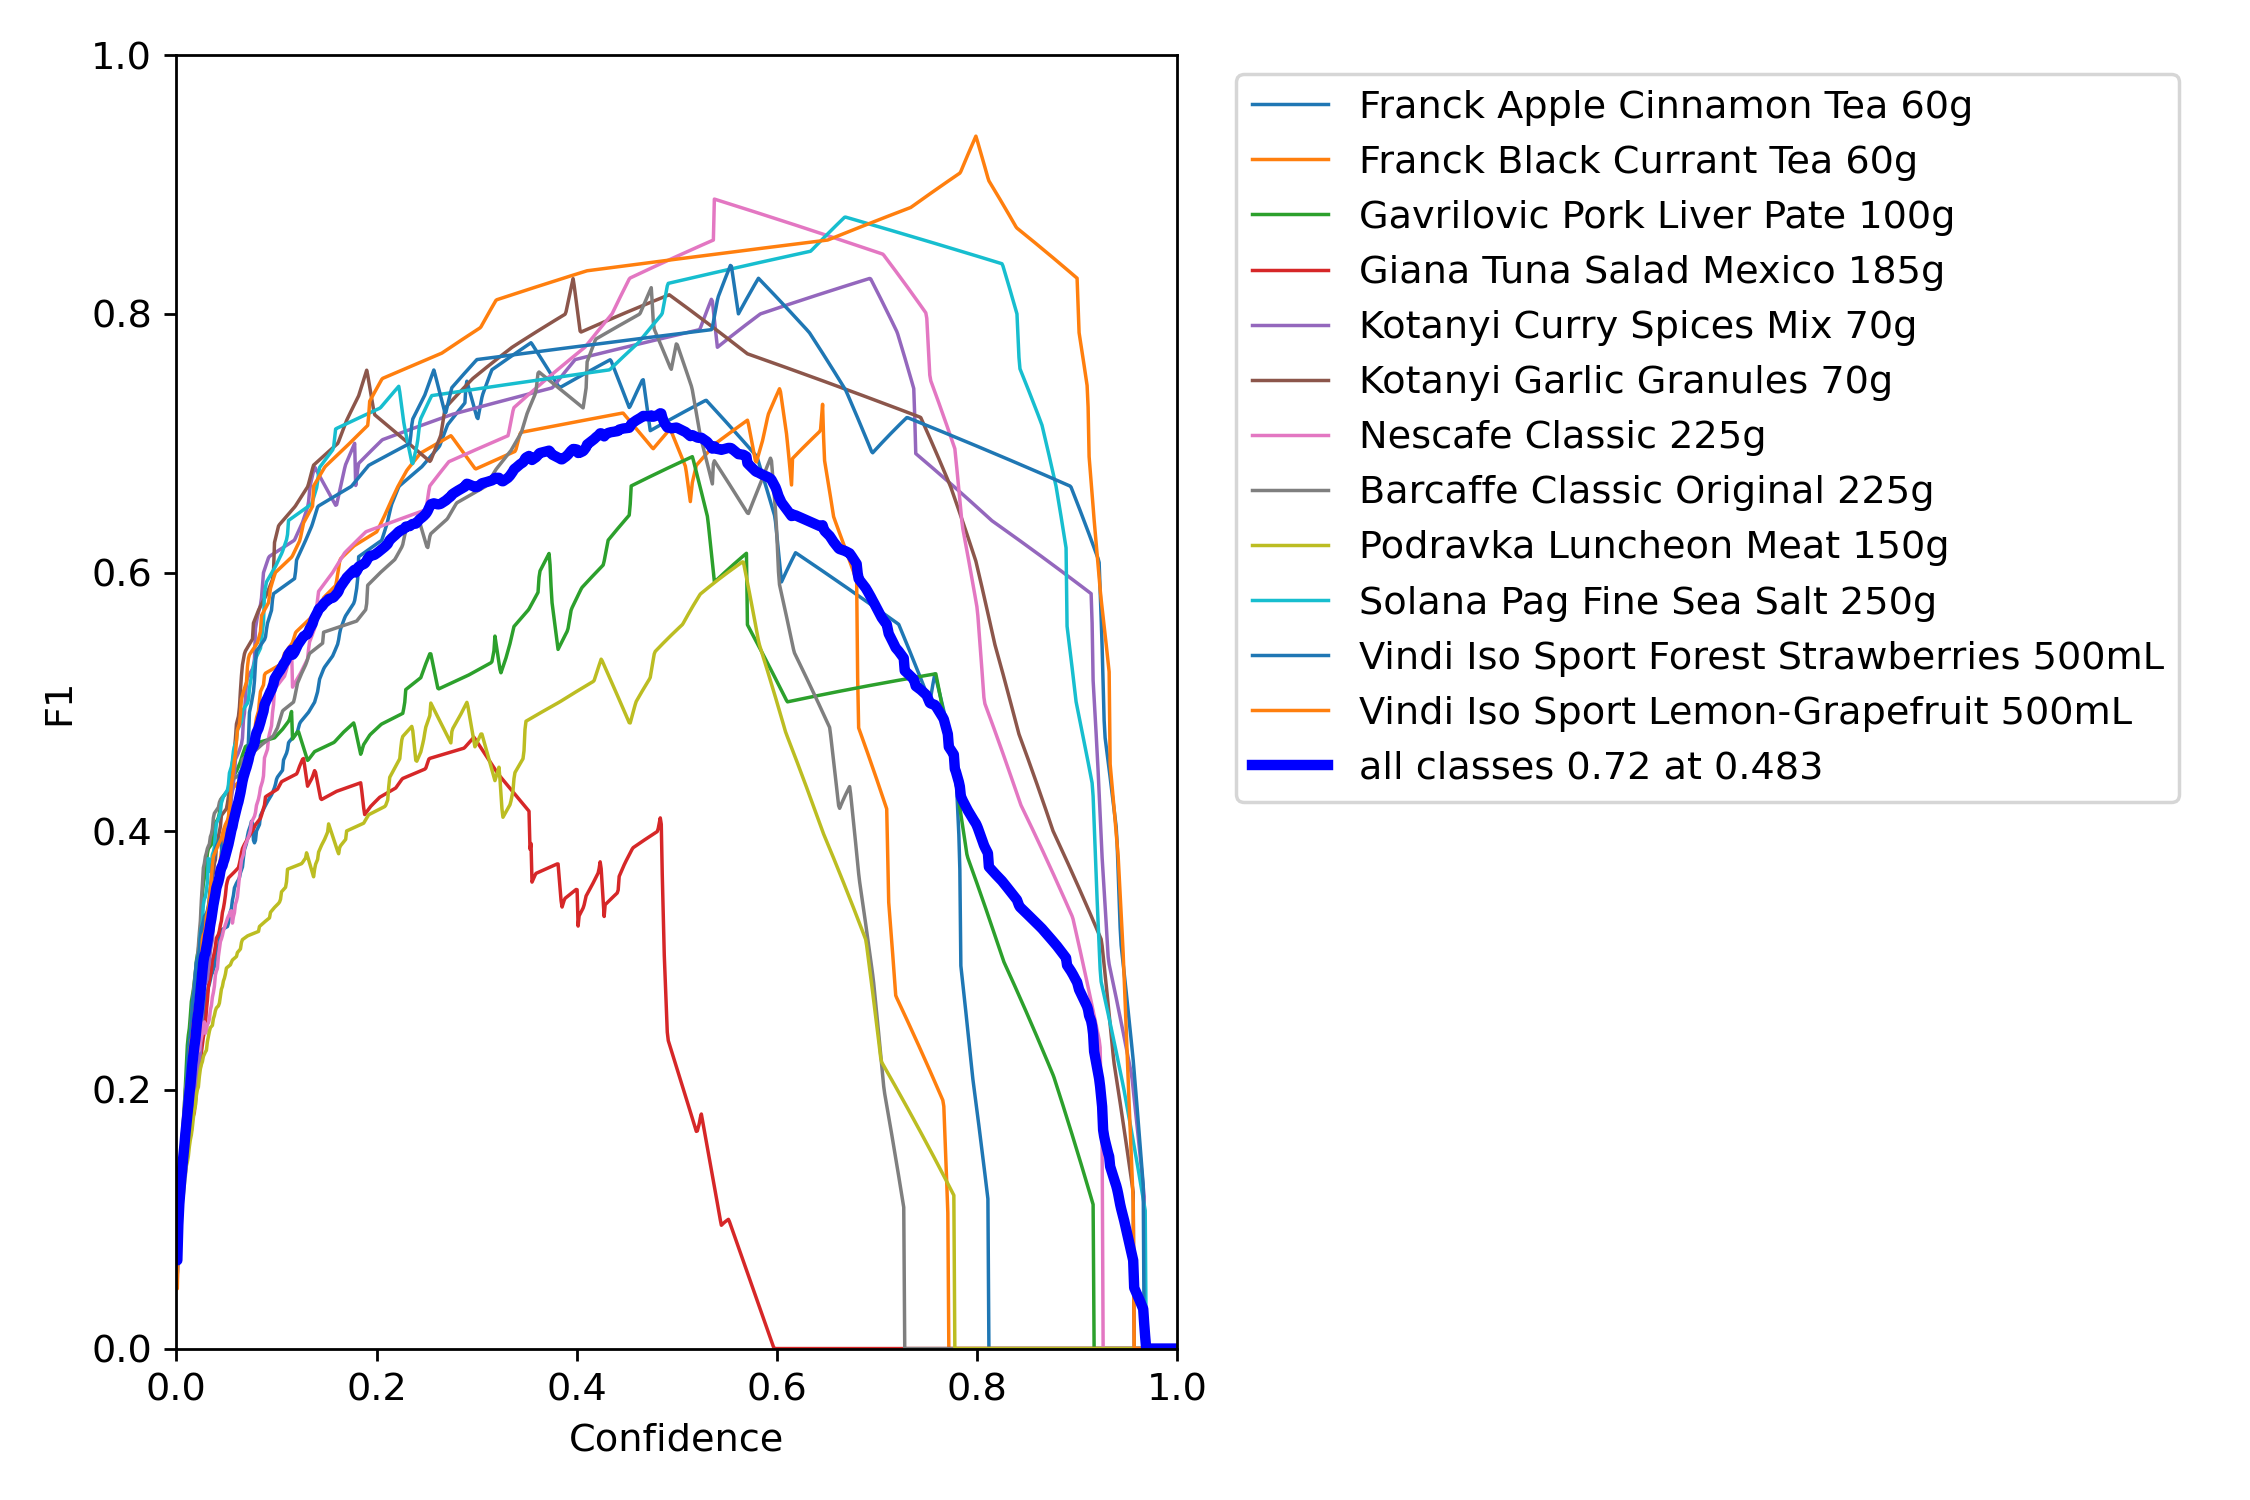 1.0
0.8
0.6
0.4
0.2
0.0
F1
0.0 0.2 0.4 0.6 0.8 1.0
Confidence
Franck Apple Cinnamon Tea 60g
Franck Black Currant Tea 60g
Gavrilovic Pork Liver Pate 100g
Giana Tuna Salad Mexico 185g
Kotanyi Curry Spices Mix 70g
Kotanyi Garlic Granules 70g
Nescafe Classic 225g
Barcaffe Classic Original 225g
Podravka Luncheon Meat 150g
Solana Pag Fine Sea Salt 250g
Vindi Iso Sport Forest Strawberries 500mL
Vindi Iso Sport Lemon-Grapefruit 500mL
all classes 0.72 at 0.483